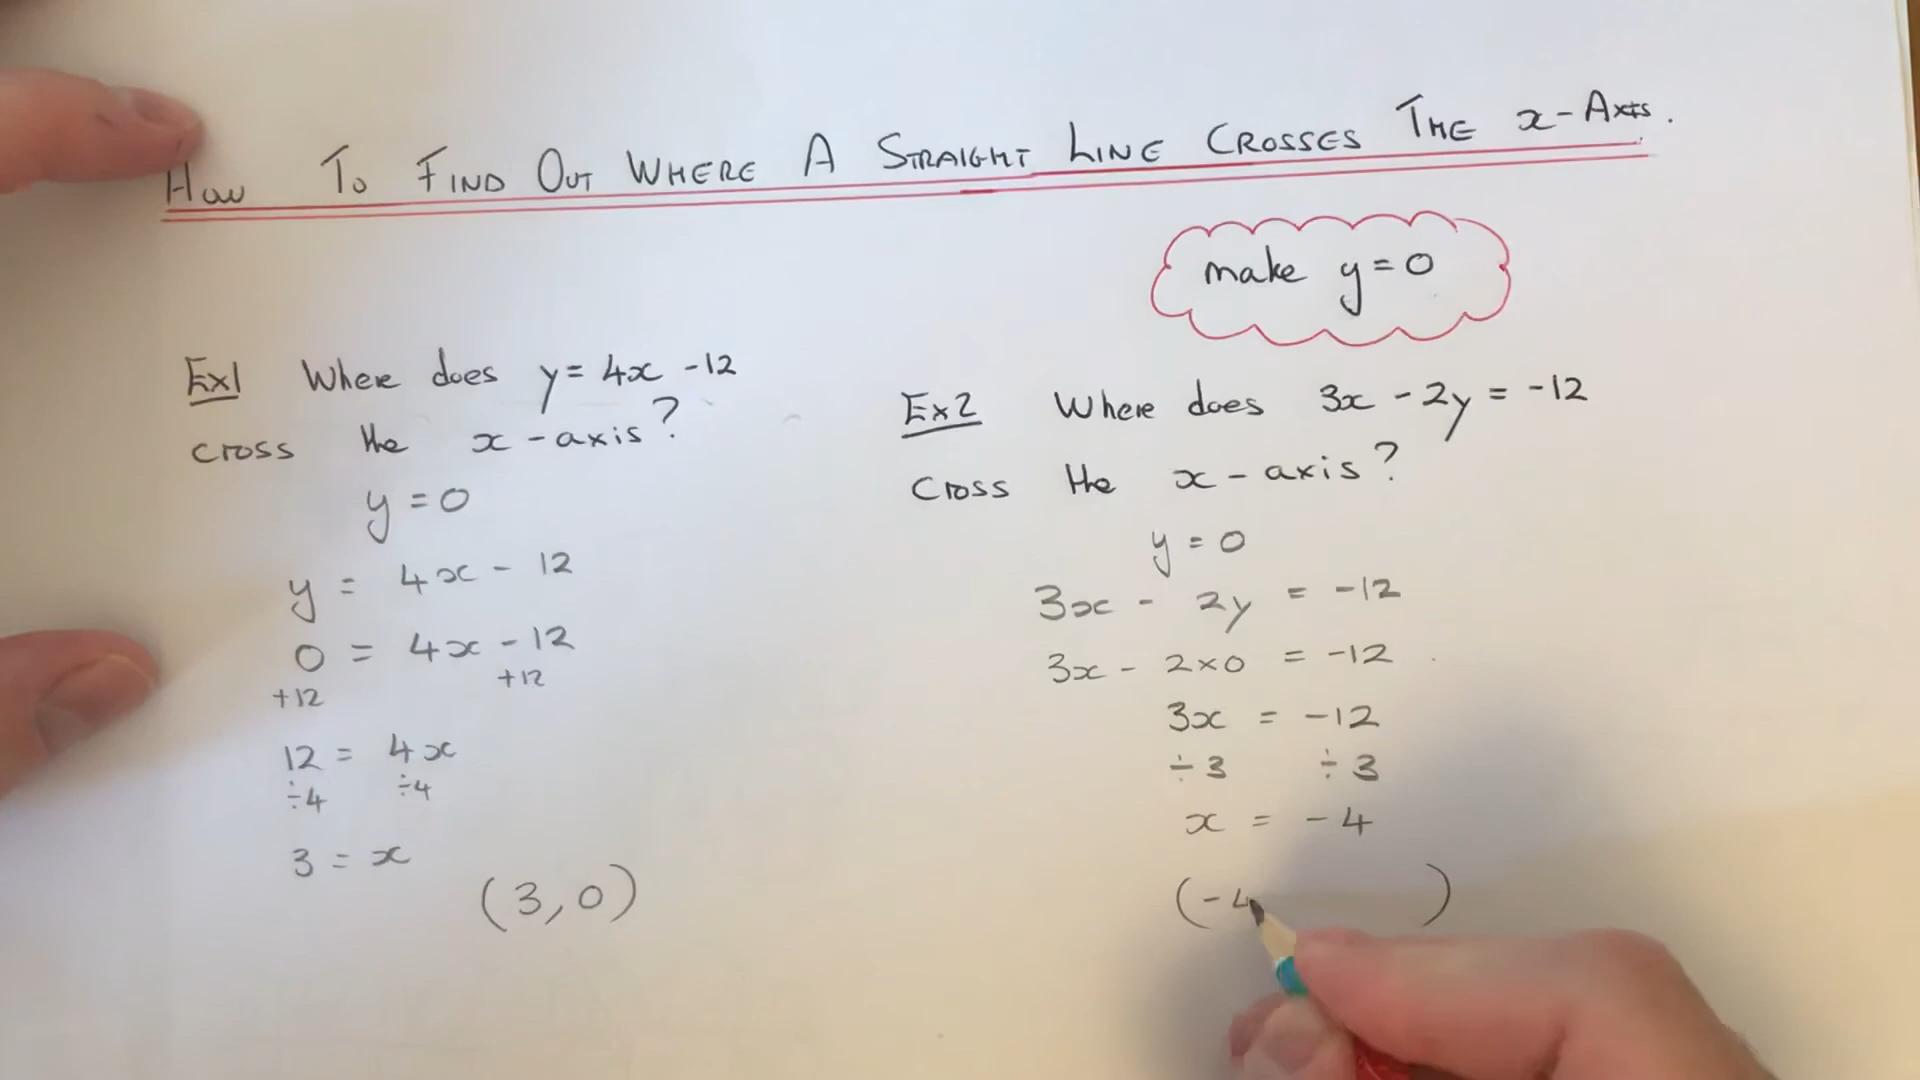 How To Find Out Where A Straight Line Crosses The x-Axis.
make y=0
Ex1 Where does y= 4x -12
cross the x-axis?
y=0
y = 4x - 12
0 = 4x - 12
+12 +12
12 = 4x
÷4 ÷4
3 = x
(3,0)
Ex2 Where does 3x - 2y = -12
Cross the x-axis?
y = 0
3x - 2y = -12
3x - 2×0 = -12
3x = -12
÷3 ÷3
x = -4
(-4 )